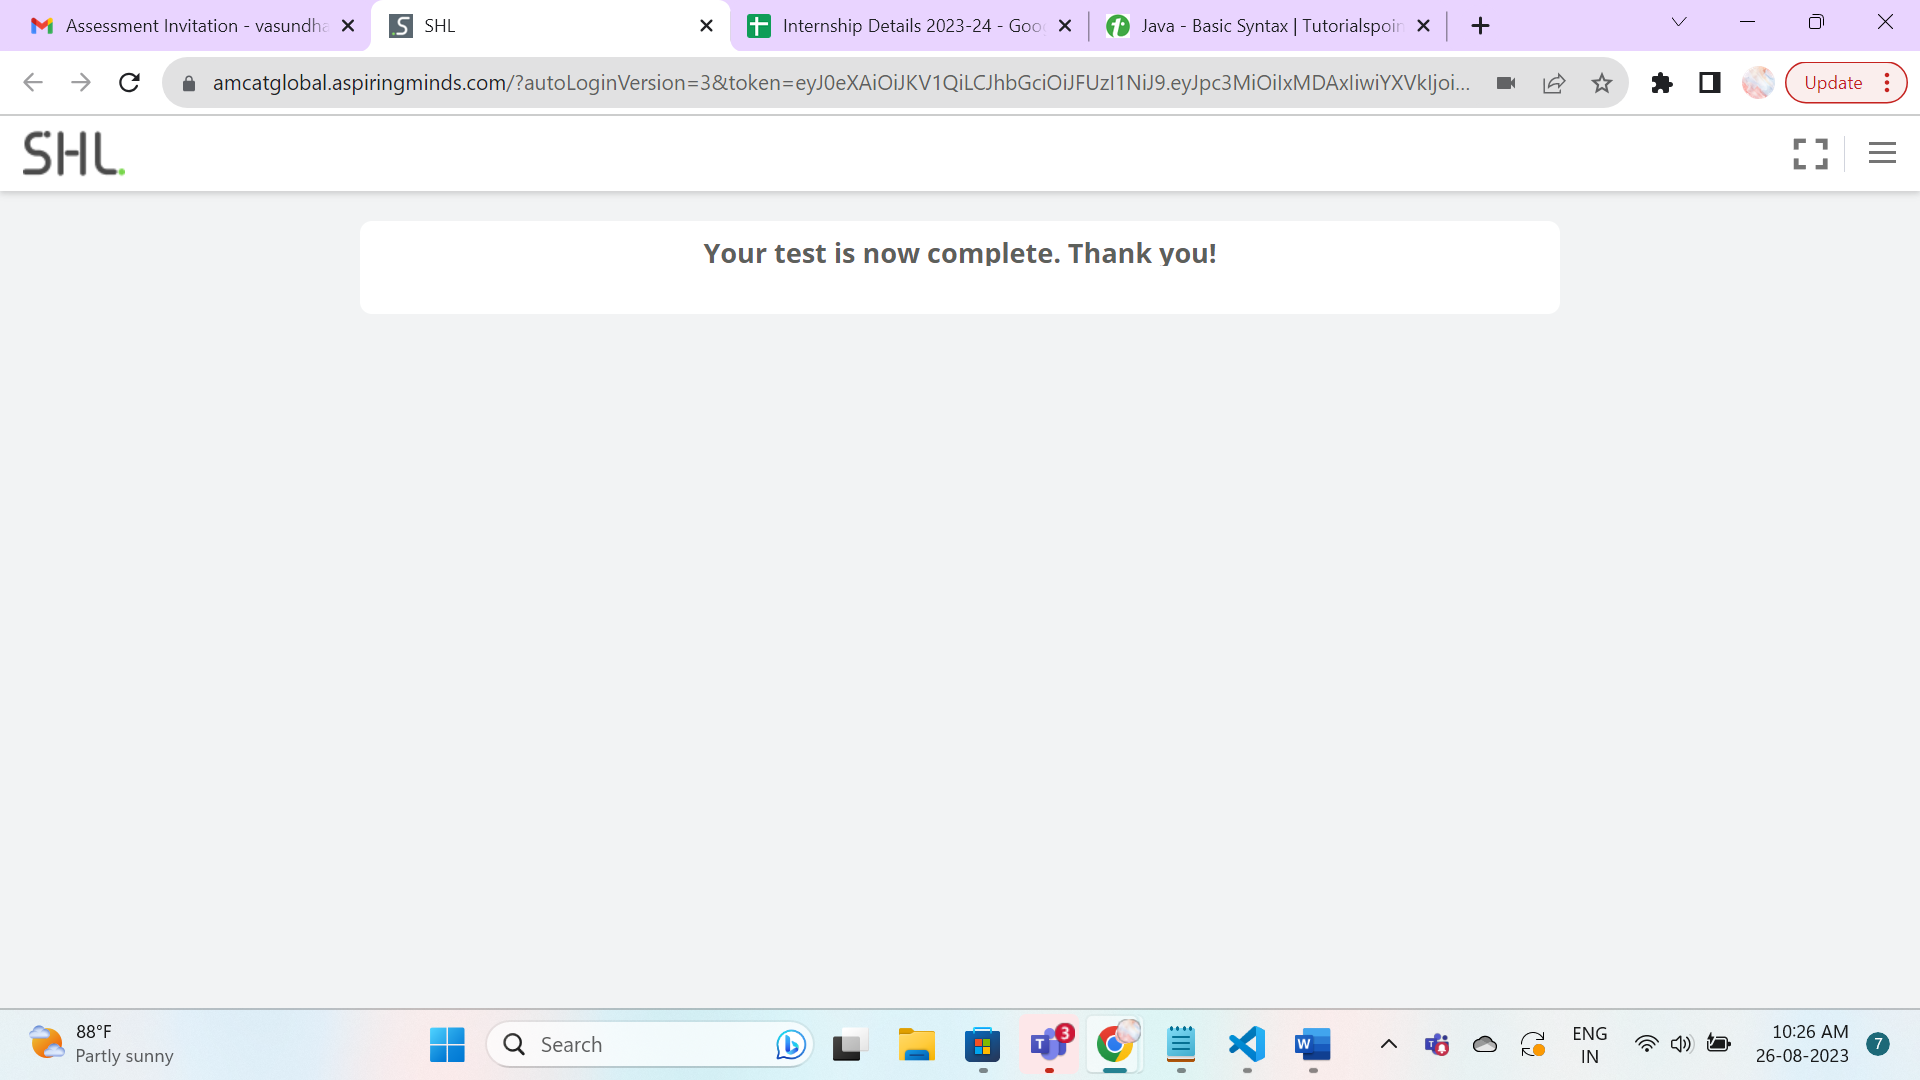 Assessment Invitation - vasundha
SHL
Internship Details 2023-24 - Goo
Java - Basic Syntax | Tutorialspoin
amcatglobal.aspiringminds.com/?autoLoginVersion=3&token=eyJ0eXAiOiJKV1QiLCJhbGciOiJFUzI1NiJ9.eyJpc3MiOiIxMDAxIiwiYXVkIjoi...
Update
SHL.
Your test is now complete. Thank you!
88°F
Partly sunny
Search
3
ENG
IN
10:26 AM
26-08-2023
7